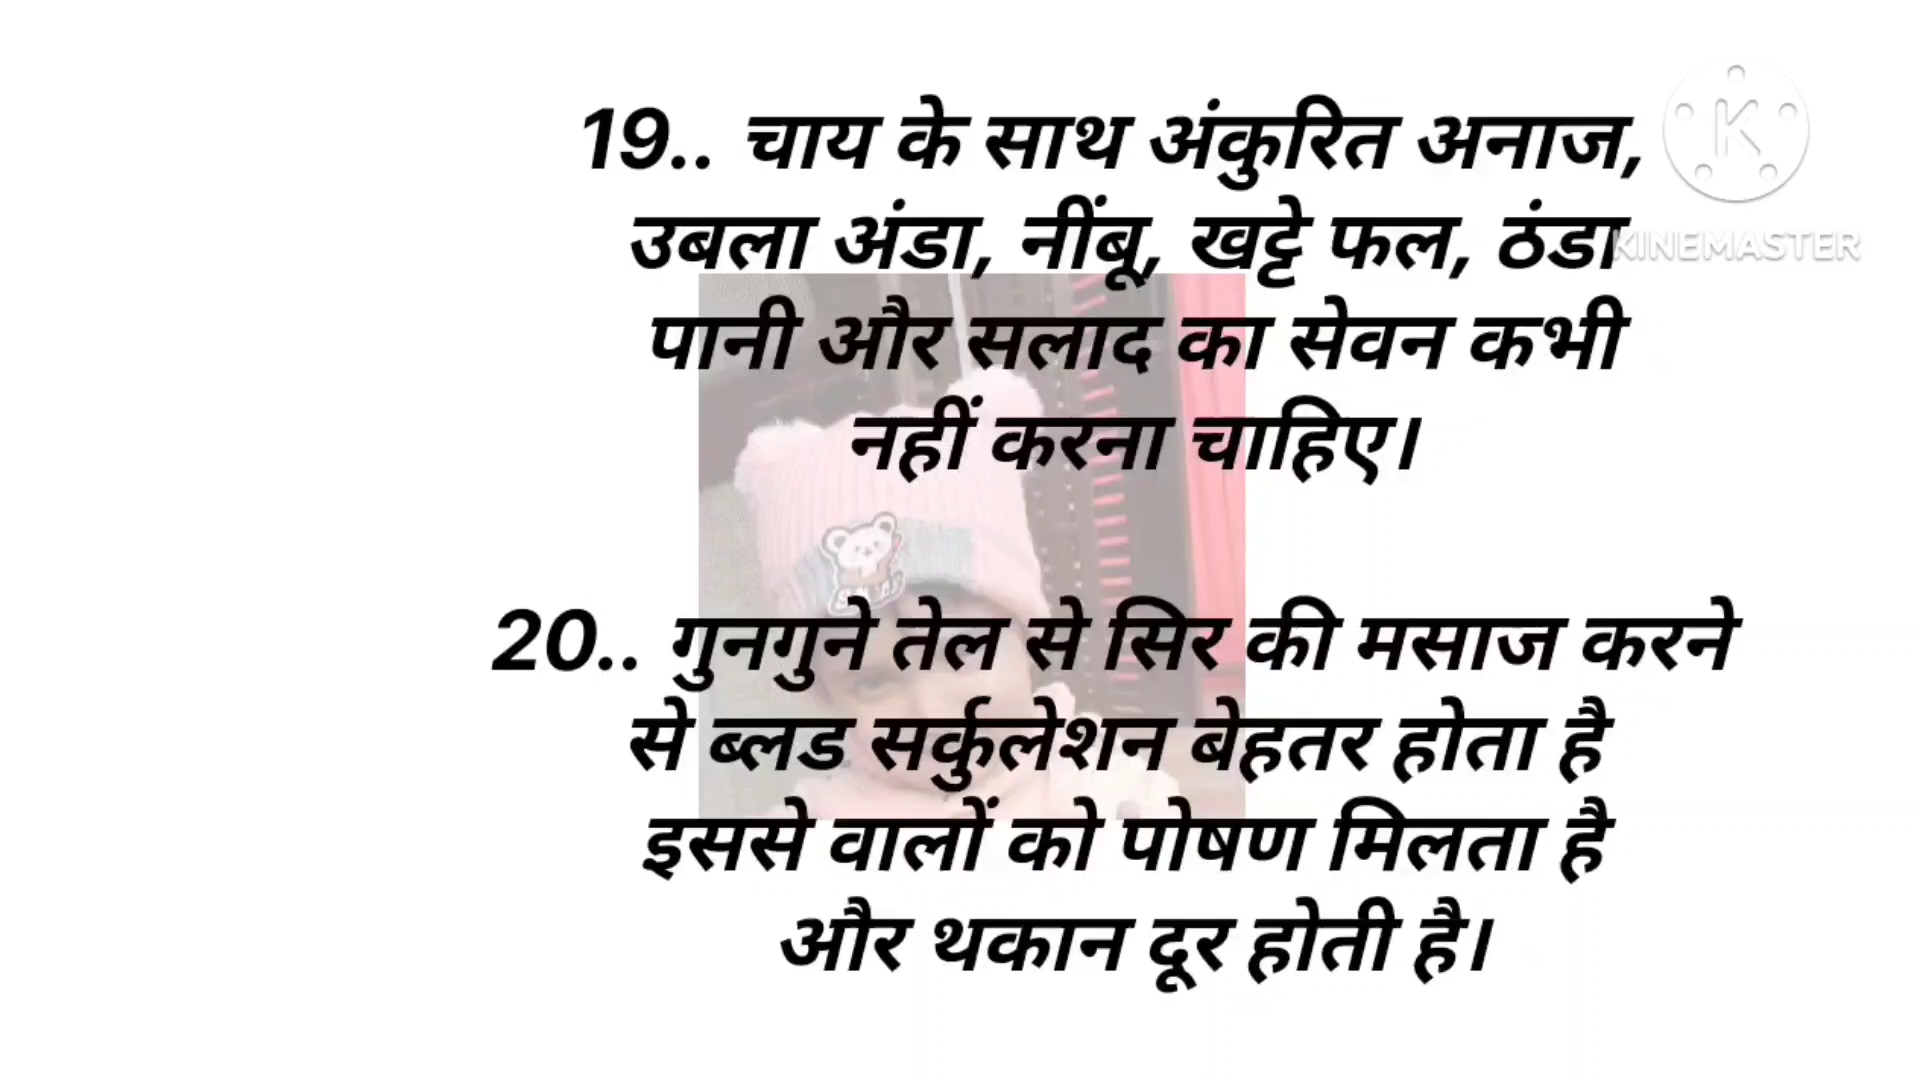 19.. चाय के साथ अंकुरित अनाज,
उबला अंडा, नींबू, खट्टे फल, ठंडा
पानी और सलाद का सेवन कभी
नहीं करना चाहिए।
20.. गुनगुने तेल से सिर की मसाज करने
से ब्लड सर्कुलेशन बेहतर होता है
इससे वालों को पोषण मिलता है
और थकान दूर होती है।
K
KINEMASTER